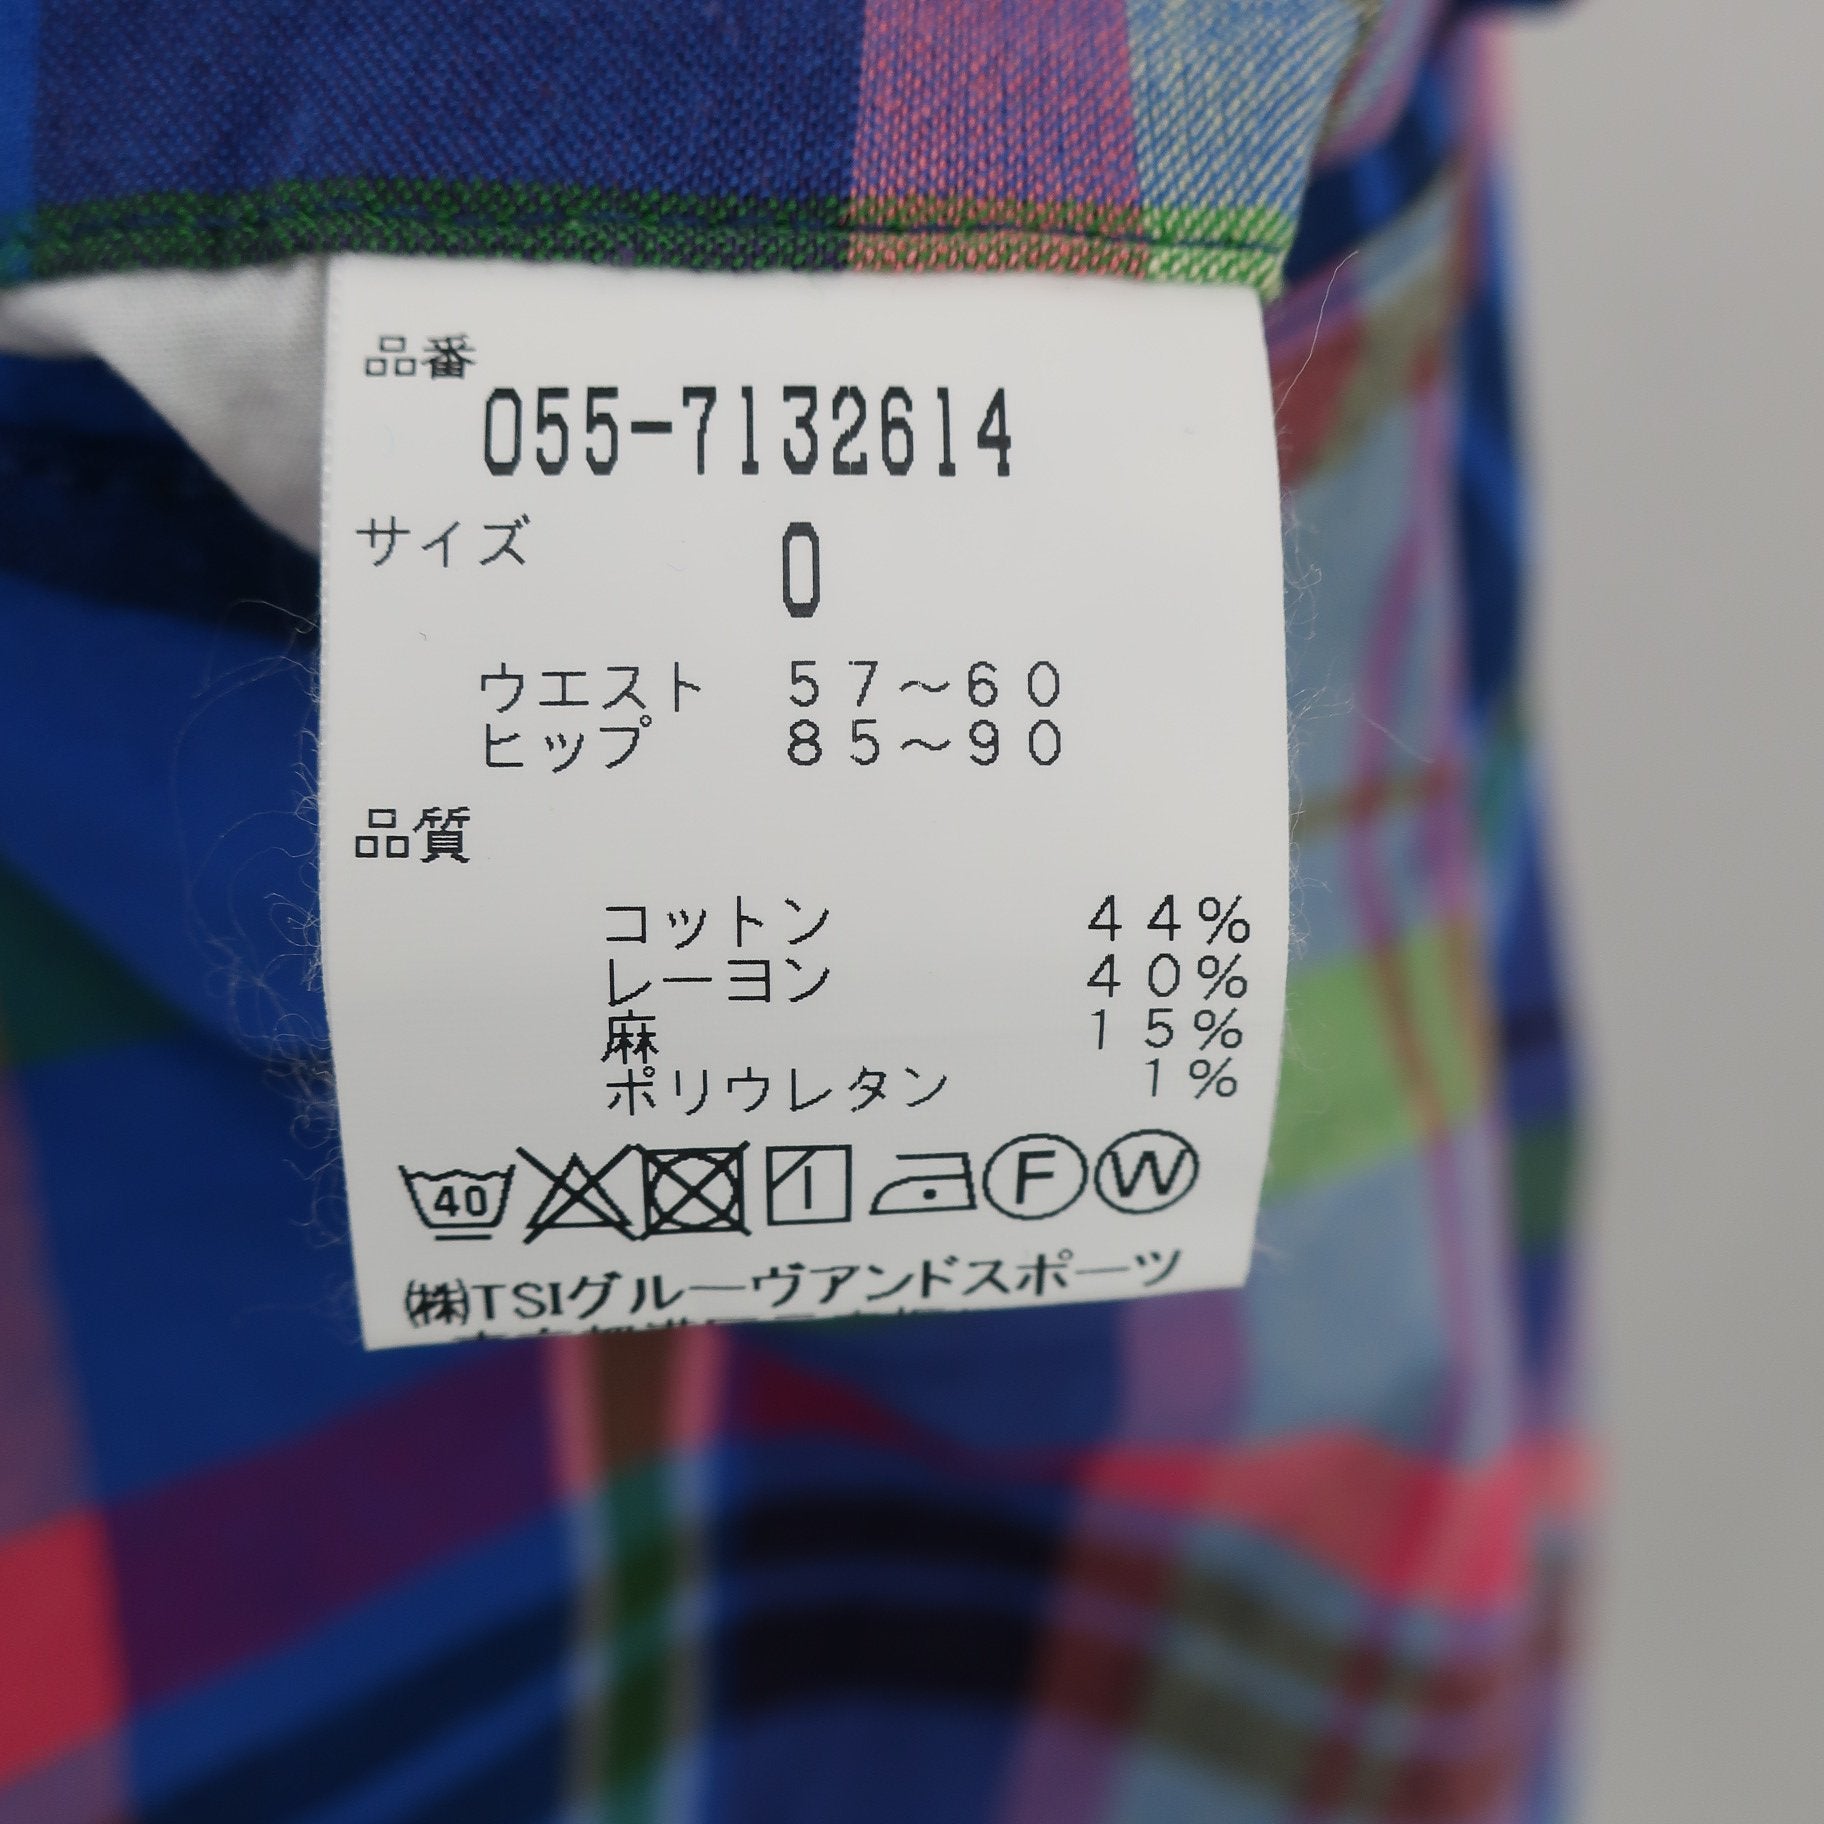 品番
055-7132614
サイズ 0
ウエスト 57～60
ヒップ 85～90
品質
コットン 44%
レーヨン 40%
麻 15%
ポリウレタン 1%
40 F W
㈱TSIグルーヴアンドスポーツ